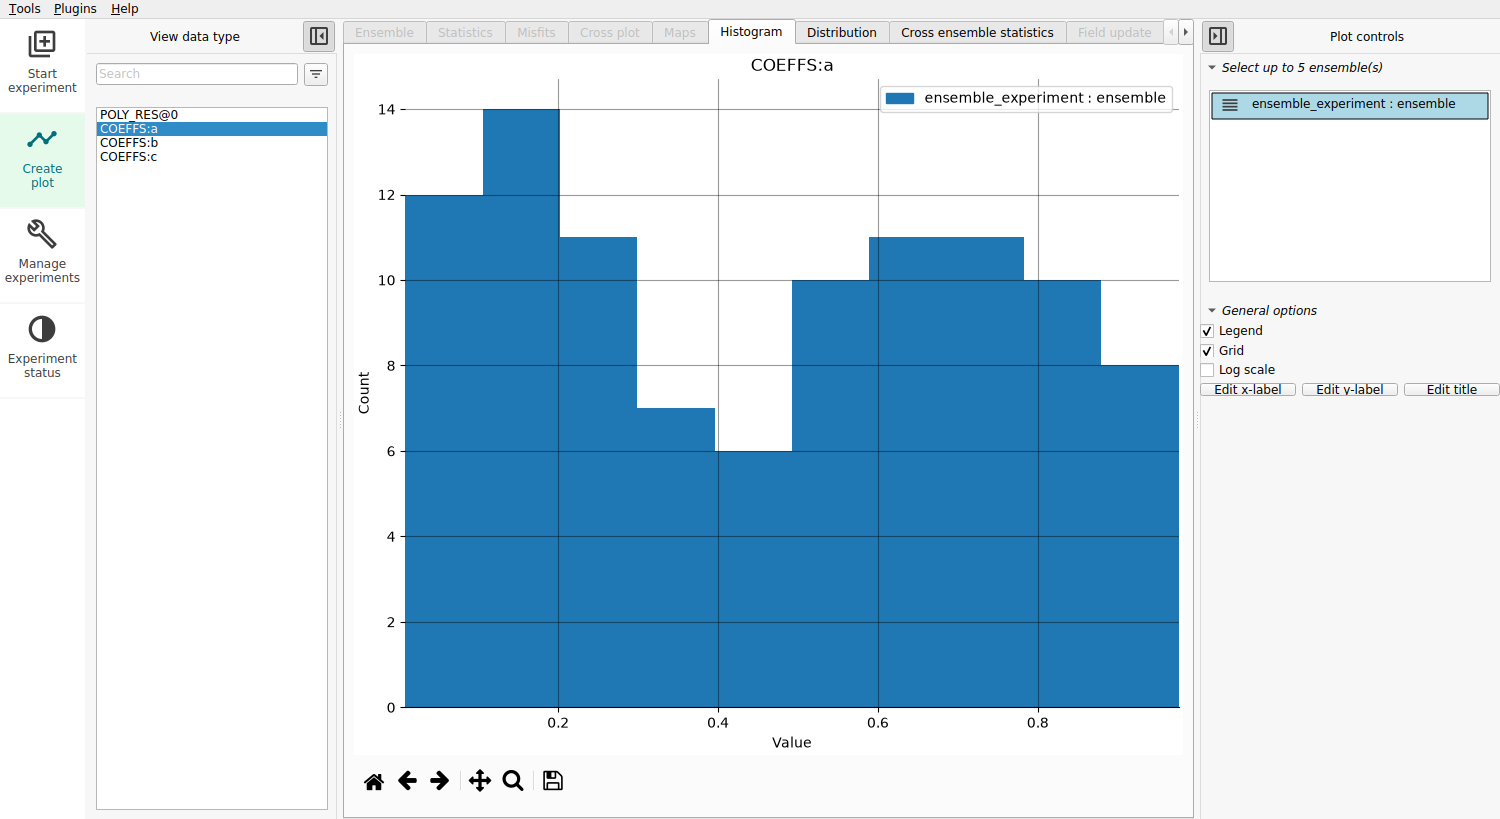 Tools Plugins Help
Start
experiment
Create
plot
Manage
experiments
Experiment
status
View data type
Search
POLY_RES@0
COEFFS:a
COEFFS:b
COEFFS:c
Ensemble Statistics Misfits Cross plot Maps Histogram Distribution Cross ensemble statistics Field update
COEFFS:a
ensemble_experiment : ensemble
14
12
10
8
6
4
2
0
Count
0.2 0.4 0.6 0.8
Value
Plot controls
Select up to 5 ensemble(s)
ensemble_experiment : ensemble
General options
Legend
Grid
Log scale
Edit x-label Edit y-label Edit title